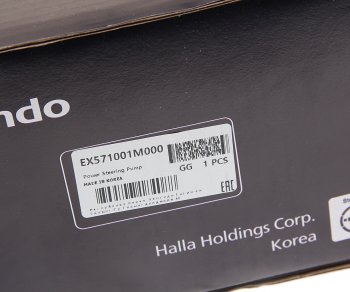 ndo
EX571001M000
Power Steering Pump
GG 1 PCS
MADE IN KOREA
EAC
Halla Holdings Corp.
Korea